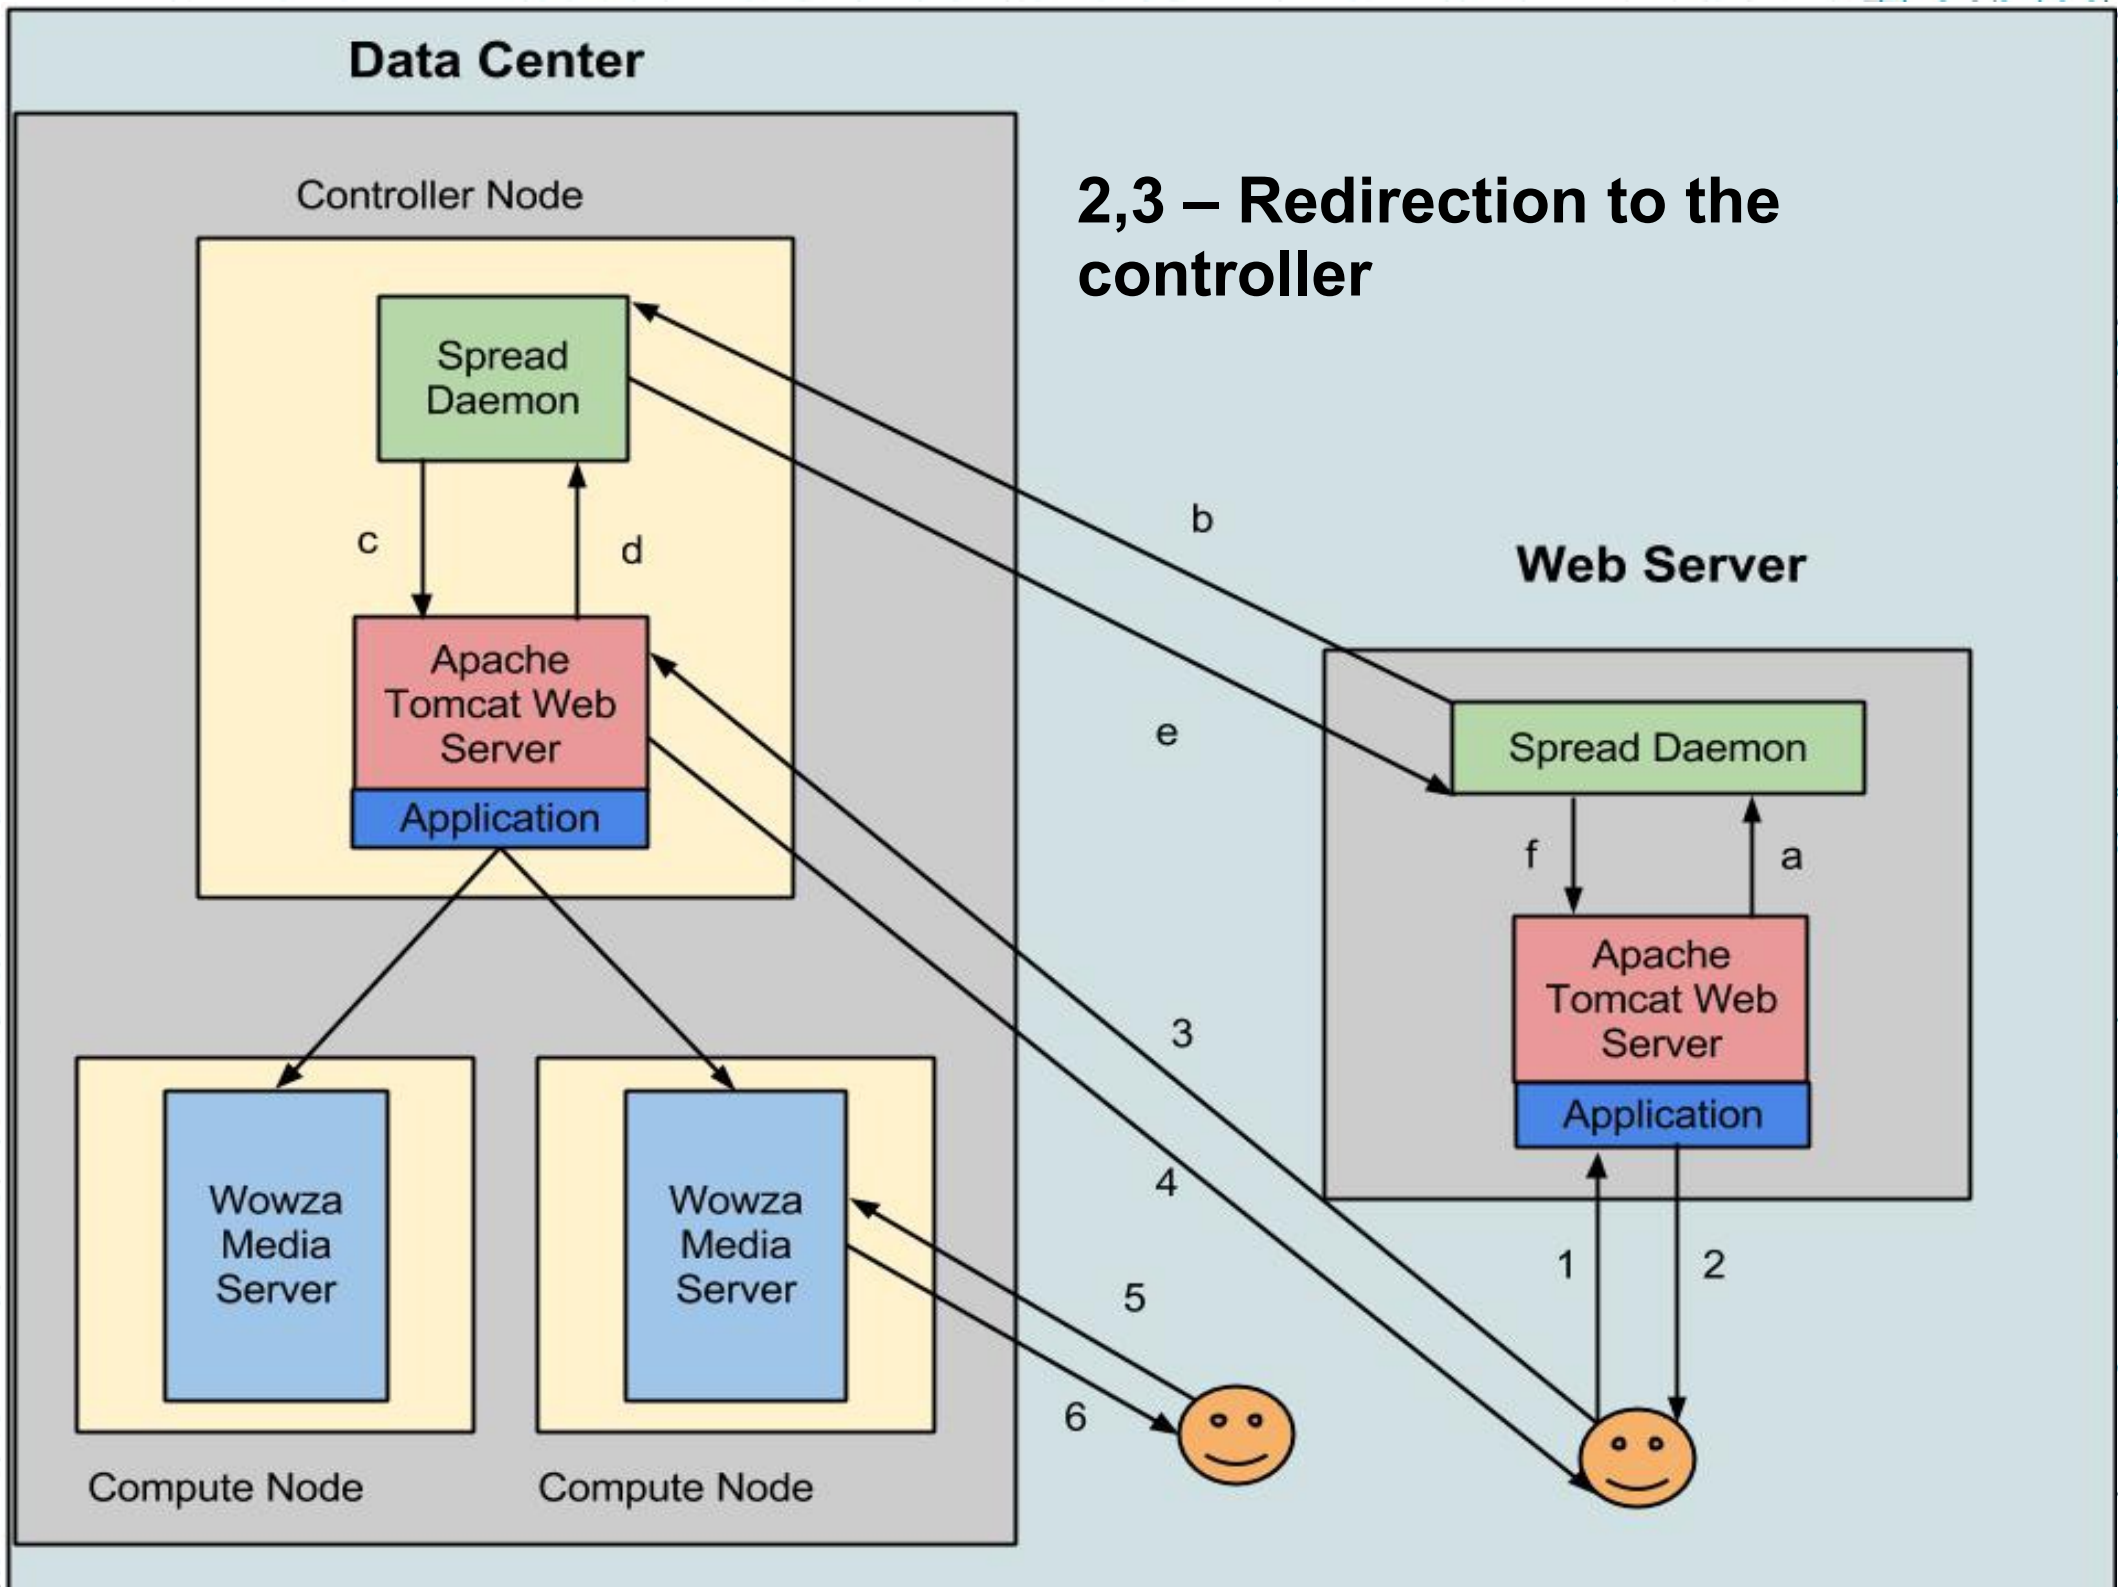 Data Center
Controller Node
2,3 – Redirection to the
controller
Spread
Daemon
b
c
d
Web Server
Apache
Tomcat Web
Server
Application
e
Spread Daemon
f
a
Apache
Tomcat Web
Server
Application
3
4
1
2
Wowza
Media
Server
Wowza
Media
Server
5
6
Compute Node
Compute Node